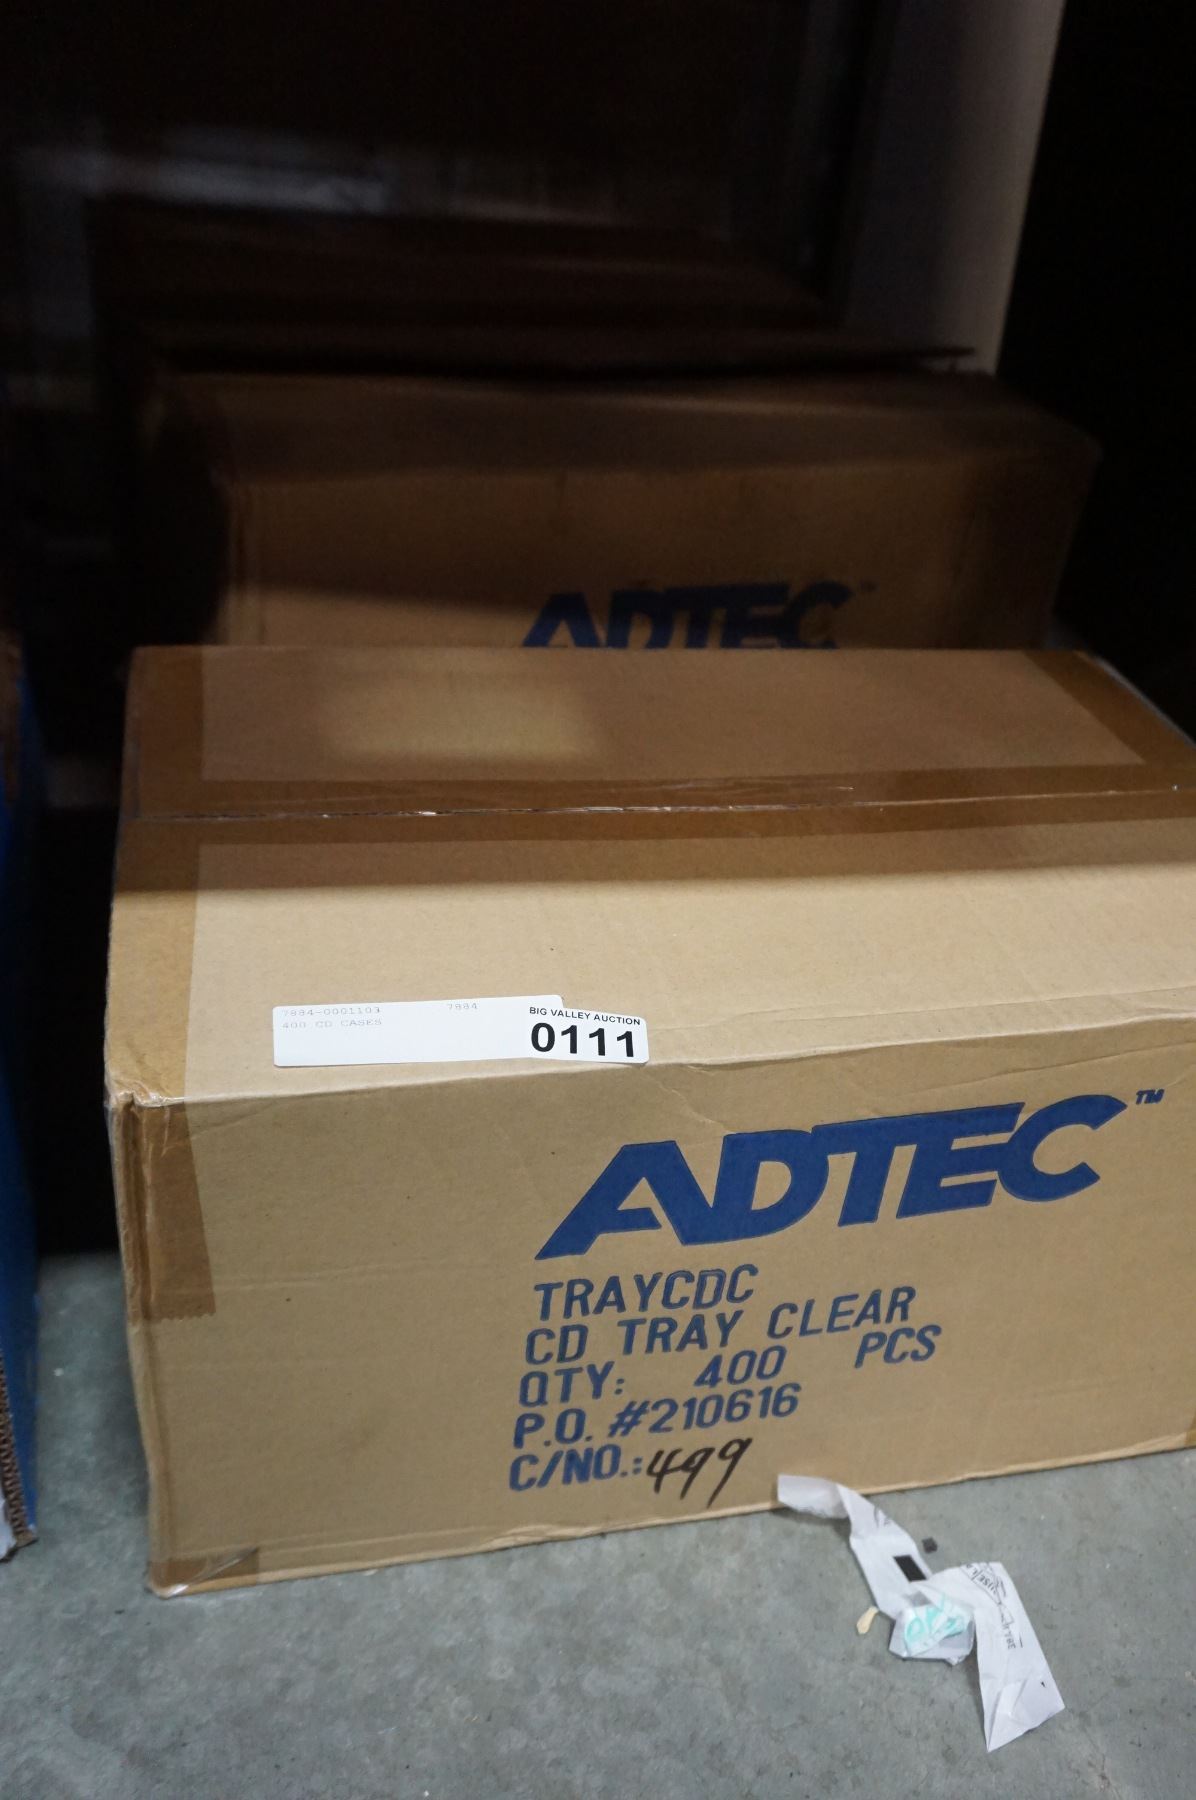 ADTEC™
7884-0001103 7884
400 CD CASES
BIG VALLEY AUCTION
0111
ADTEC™
TRAYCDC
CD TRAY CLEAR
QTY: 400 PCS
P.O. #210616
C/NO.:499